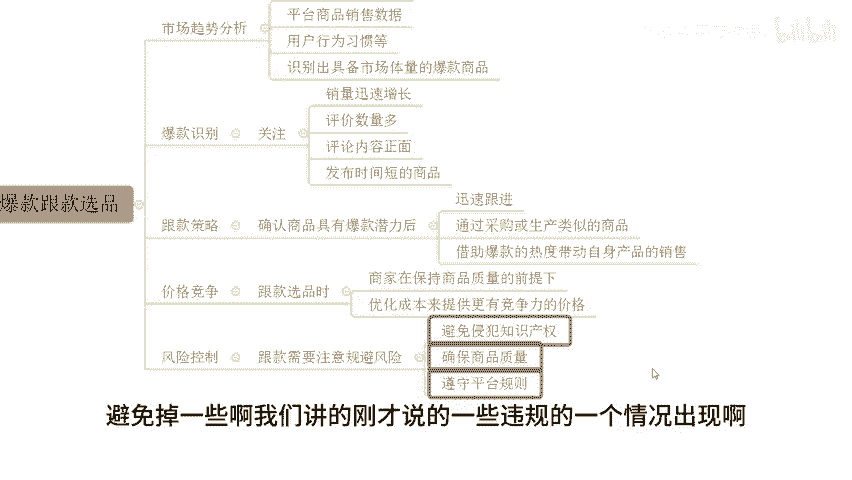 平台商品销售数据
市场趋势分析
用户行为习惯等
识别出具备市场体量的爆款商品
销量迅速增长
评价数量多
爆款识别 关注
评论内容正面
发布时间短的商品
爆款跟款选品
迅速跟进
跟款策略 确认商品具有爆款潜力后 通过采购或生产类似的商品
借助爆款的热度带动自身产品的销售
商家在保持商品质量的前提下
价格竞争 跟款选品时
优化成本来提供更有竞争力的价格
避免侵犯知识产权
风险控制 跟款需要注意规避风险 确保商品质量
遵守平台规则
避免掉一些啊我们讲的刚才说的一些违规的一个情况出现啊
bilibili